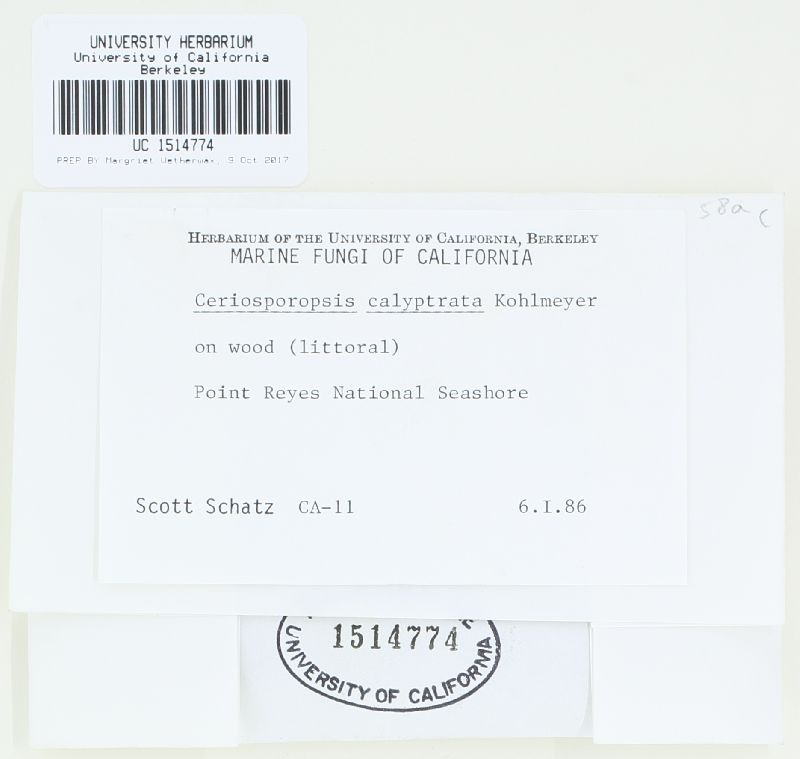 UNIVERSITY HERBARIUM
University of California
Berkeley
UC 1514774
PREP BY Margriet Wetherwax, 9 Oct 2017
58a c
HERBARIUM OF THE UNIVERSITY OF CALIFORNIA, BERKELEY
MARINE FUNGI OF CALIFORNIA
Ceriosporopsis calyptrata Kohlmeyer
on wood (littoral)
Point Reyes National Seashore
Scott Schatz CA-11 6.I.86
1514774
UNIVERSITY OF CALIFORNIA